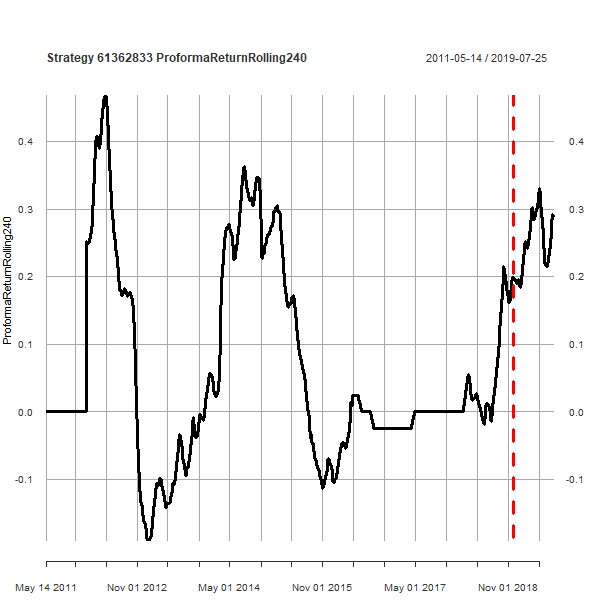 Strategy 61362833 ProformaReturnRolling240
2011-05-14 / 2019-07-25
0.4 0.4
0.3 0.3
0.2 0.2
0.1 0.1
0.0 0.0
-0.1 -0.1
ProformaReturnRolling240
May 14 2011 Nov 01 2012 May 01 2014 Nov 01 2015 May 01 2017 Nov 01 2018